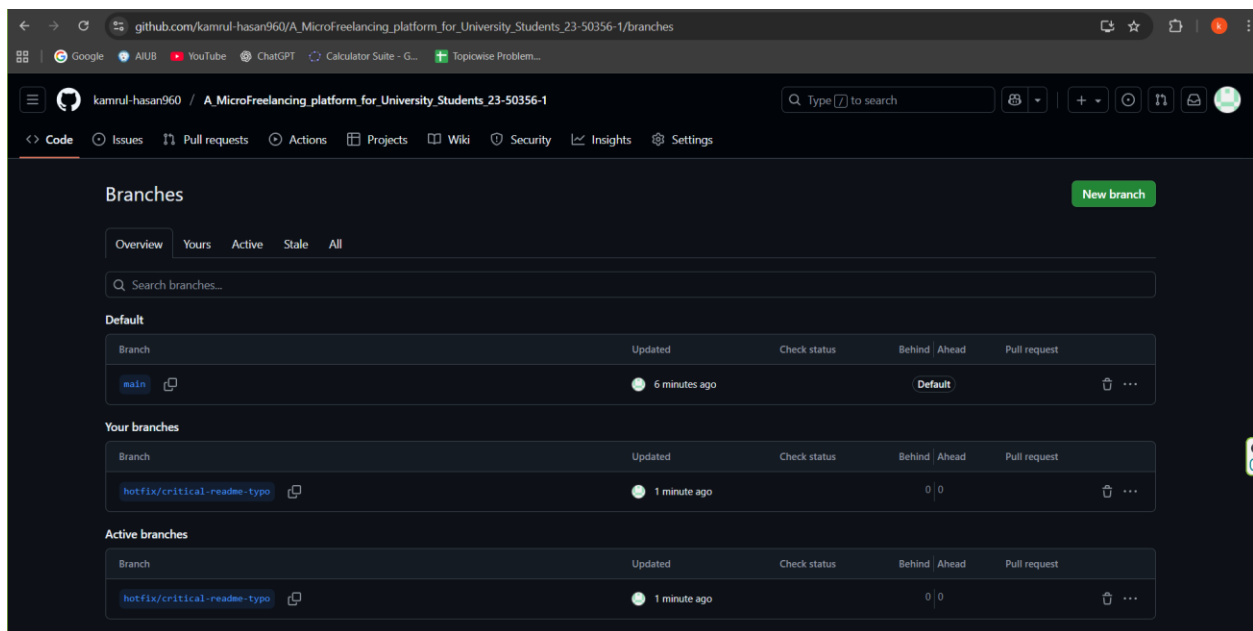 github.com/kamrul-hasan960/A_MicroFreelancing_platform_for_University_Students_23-50356-1/branches
k
Google AIUB YouTube ChatGPT Calculator Suite - G... Topicwise Problem...
kamrul-hasan960 / A_MicroFreelancing_platform_for_University_Students_23-50356-1 Type / to search
<> Code Issues Pull requests Actions Projects Wiki Security Insights Settings
Branches New branch
Overview Yours Active Stale All
Search branches...
Default
Branch Updated Check status Behind Ahead Pull request
main 6 minutes ago Default
Your branches
Branch Updated Check status Behind Ahead Pull request
hotfix/critical-readme-typo 1 minute ago 0 0
Active branches
Branch Updated Check status Behind Ahead Pull request
hotfix/critical-readme-typo 1 minute ago 0 0